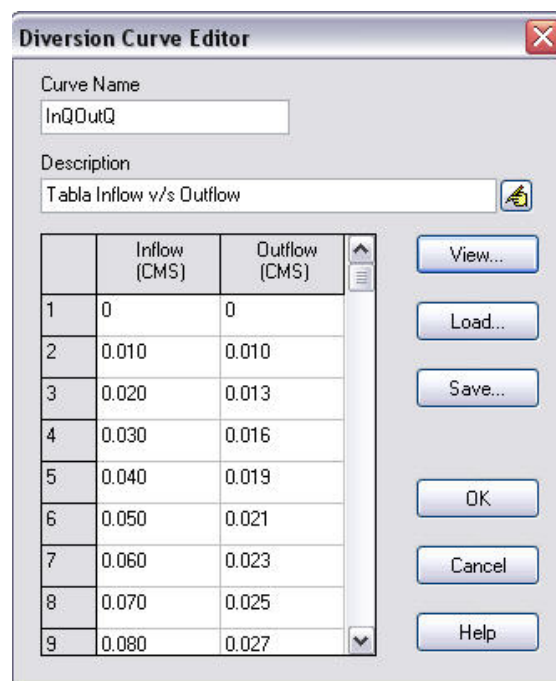 Diversion Curve Editor
Curve Name
InQOutQ
Description
Tabla Inflow v/s Outflow
Inflow (CMS) Outflow (CMS)
1 0 0
2 0.010 0.010
3 0.020 0.013
4 0.030 0.016
5 0.040 0.019
6 0.050 0.021
7 0.060 0.023
8 0.070 0.025
9 0.080 0.027
View...
Load...
Save...
OK
Cancel
Help